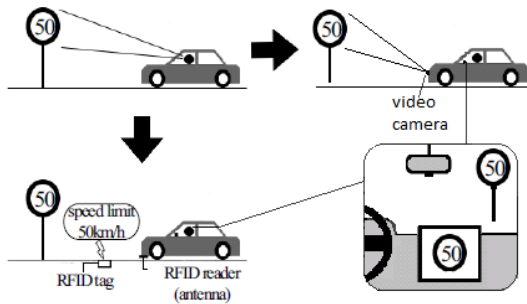 50
50
video
camera
50
speed limit
50km/h
RFID tag
RFID reader
(antenna)
50
50